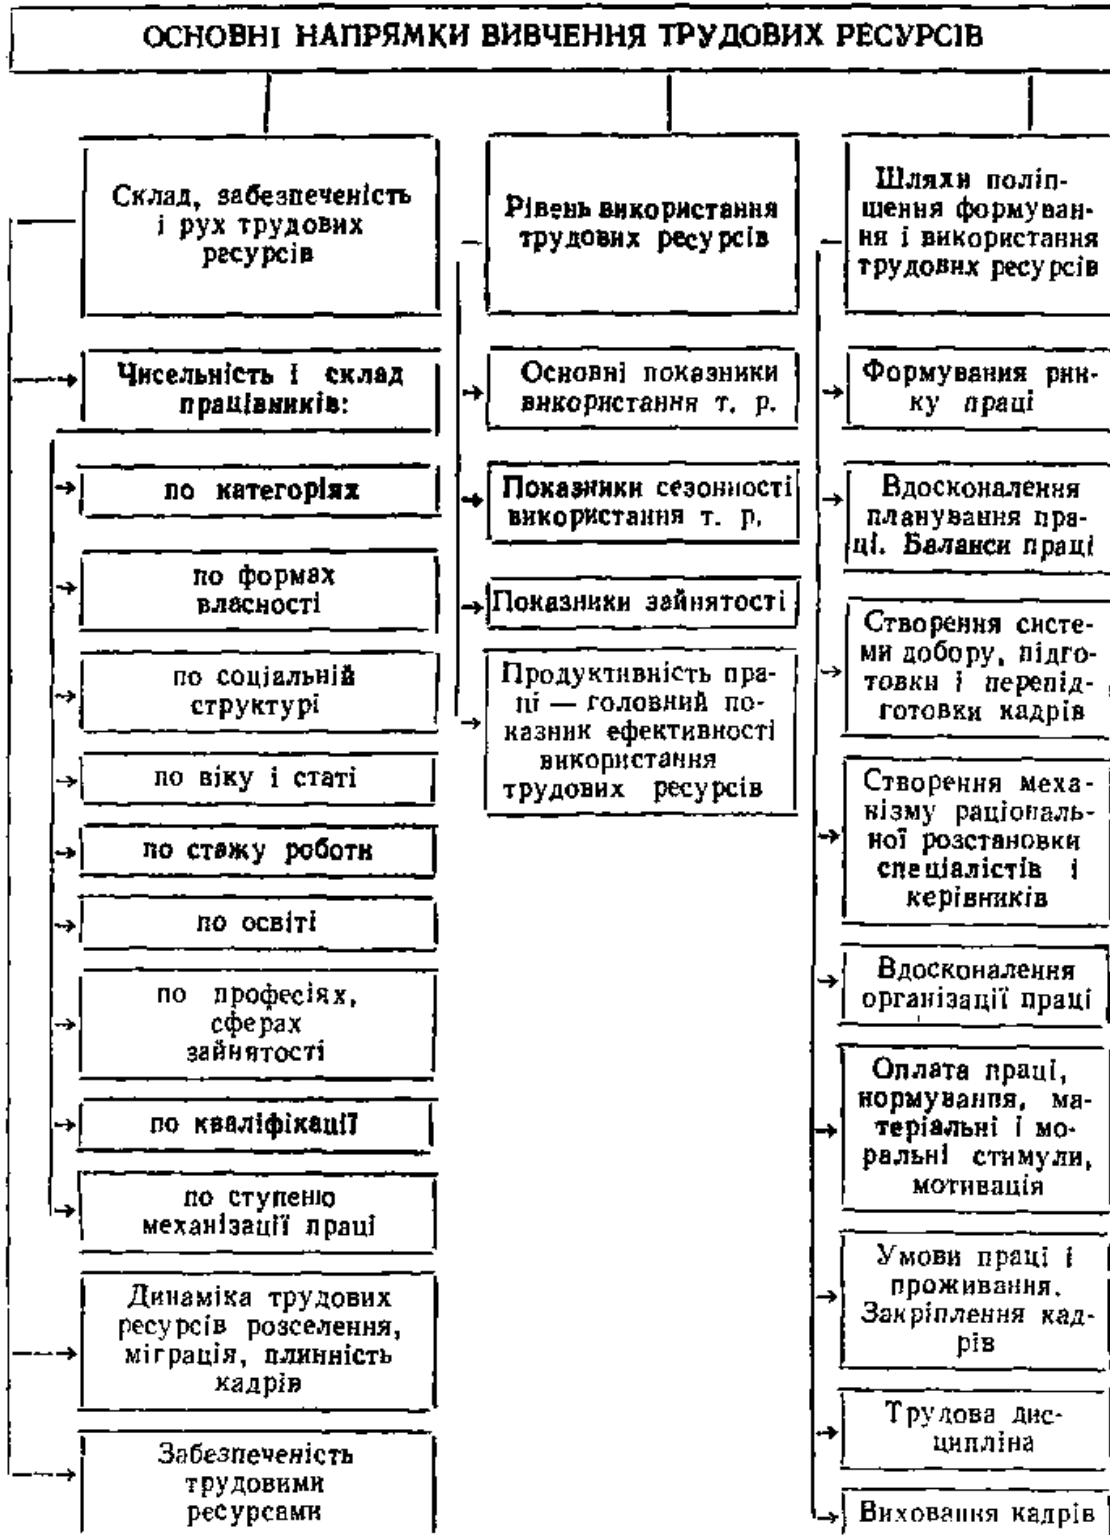 ОСНОВНІ НАПРЯМКИ ВИВЧЕННЯ ТРУДОВИХ РЕСУРСІВ
Склад, забезпеченість
і рух трудових
ресурсів
Чисельність і склад
працівників:
по категоріях
по формах
власності
по соціальній
структурі
по віку і статі
по стажу роботи
по освіті
по професіях,
сферах
зайнятості
по кваліфікації
по ступеню
механізації праці
Динаміка трудових
ресурсів розселення,
міграція, плинність
кадрів
Забезпеченість
трудовими
ресурсами
Рівень використання
трудових ресурсів
Основні показники
використання т. р.
Показники сезонності
використання т. р.
Показники зайнятості
Продуктивність пра-
ці — головний по-
казник ефективності
використання
трудових ресурсів
Шляхи поліп-
шення формуван-
ня і використання
трудових ресурсів
Формування рин-
ку праці
Вдосконалення
планування пра-
ці. Баланси праці
Створення систе-
ми добору, підго-
товки і перепід-
готовки кадрів
Створення меха-
нізму раціональ-
ної розстановки
спеціалістів і
керівників
Вдосконалення
організації праці
Оплата праці,
нормування, ма-
теріальні і мо-
ральні стимули,
мотивація
Умови праці і
проживання.
Закріплення кад-
рів
Трудова дис-
ципліна
Виховання кадрів